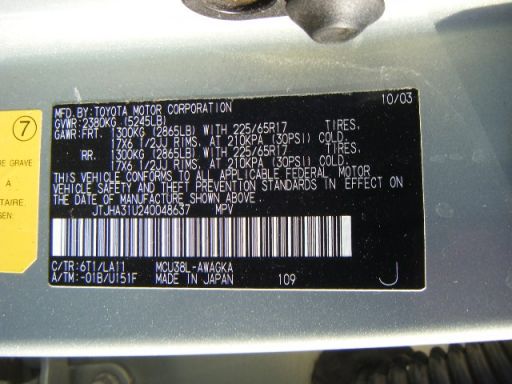 10/03
MFD.BY:TOYOTA MOTOR CORPORATION
GVWR:2380KG (5245LB)
GAWR:FRT. 1300KG (2865LB) WITH 225/65R17 TIRES.
17X6 1/2JJ RIMS, AT 210KPA (30PSI) COLD.
RR. 1300KG (2865LB) WITH 225/65R17 TIRES.
17X6 1/2JJ RIMS, AT 210KPA (30PSI) COLD.
THIS VEHICLE CONFORMS TO ALL APPLICABLE FEDERAL MOTOR
VEHICLE SAFETY AND THEFT PREVENTION STANDARDS IN EFFECT ON
THE DATE OF MANUFACTURE SHOWN ABOVE.
JTJHA31U240048637 MPV
C/TR:6T1/LA11 MCU38L-AWAGKA
A/TM:-01B/U151F MADE IN JAPAN 109 J
7
E GRAVE
A
TAIRE
GEN: